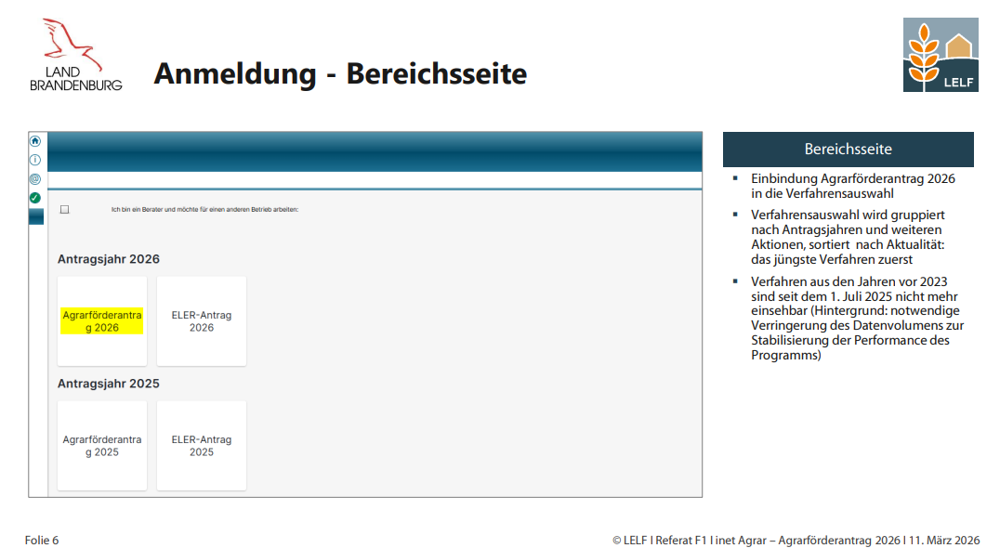 LAND
BRANDENBURG
Anmeldung - Bereichsseite
LELF
Ich bin ein Berater und möchte für einen anderen Betrieb arbeiten:
Antragsjahr 2026
Agrarförderantra
g 2026
ELER-Antrag
2026
Antragsjahr 2025
Agrarförderantra
g 2025
ELER-Antrag
2025
Bereichsseite
▪ Einbindung Agrarförderantrag 2026
in die Verfahrensauswahl
▪ Verfahrensauswahl wird gruppiert
nach Antragsjahren und weiteren
Aktionen, sortiert nach Aktualität:
das jüngste Verfahren zuerst
▪ Verfahren aus den Jahren vor 2023
sind seit dem 1. Juli 2025 nicht mehr
einsehbar (Hintergrund: notwendige
Verringerung des Datenvolumens zur
Stabilisierung der Performance des
Programms)
Folie 6
© LELF I Referat F1 I inet Agrar – Agrarförderantrag 2026 I 11. März 2026